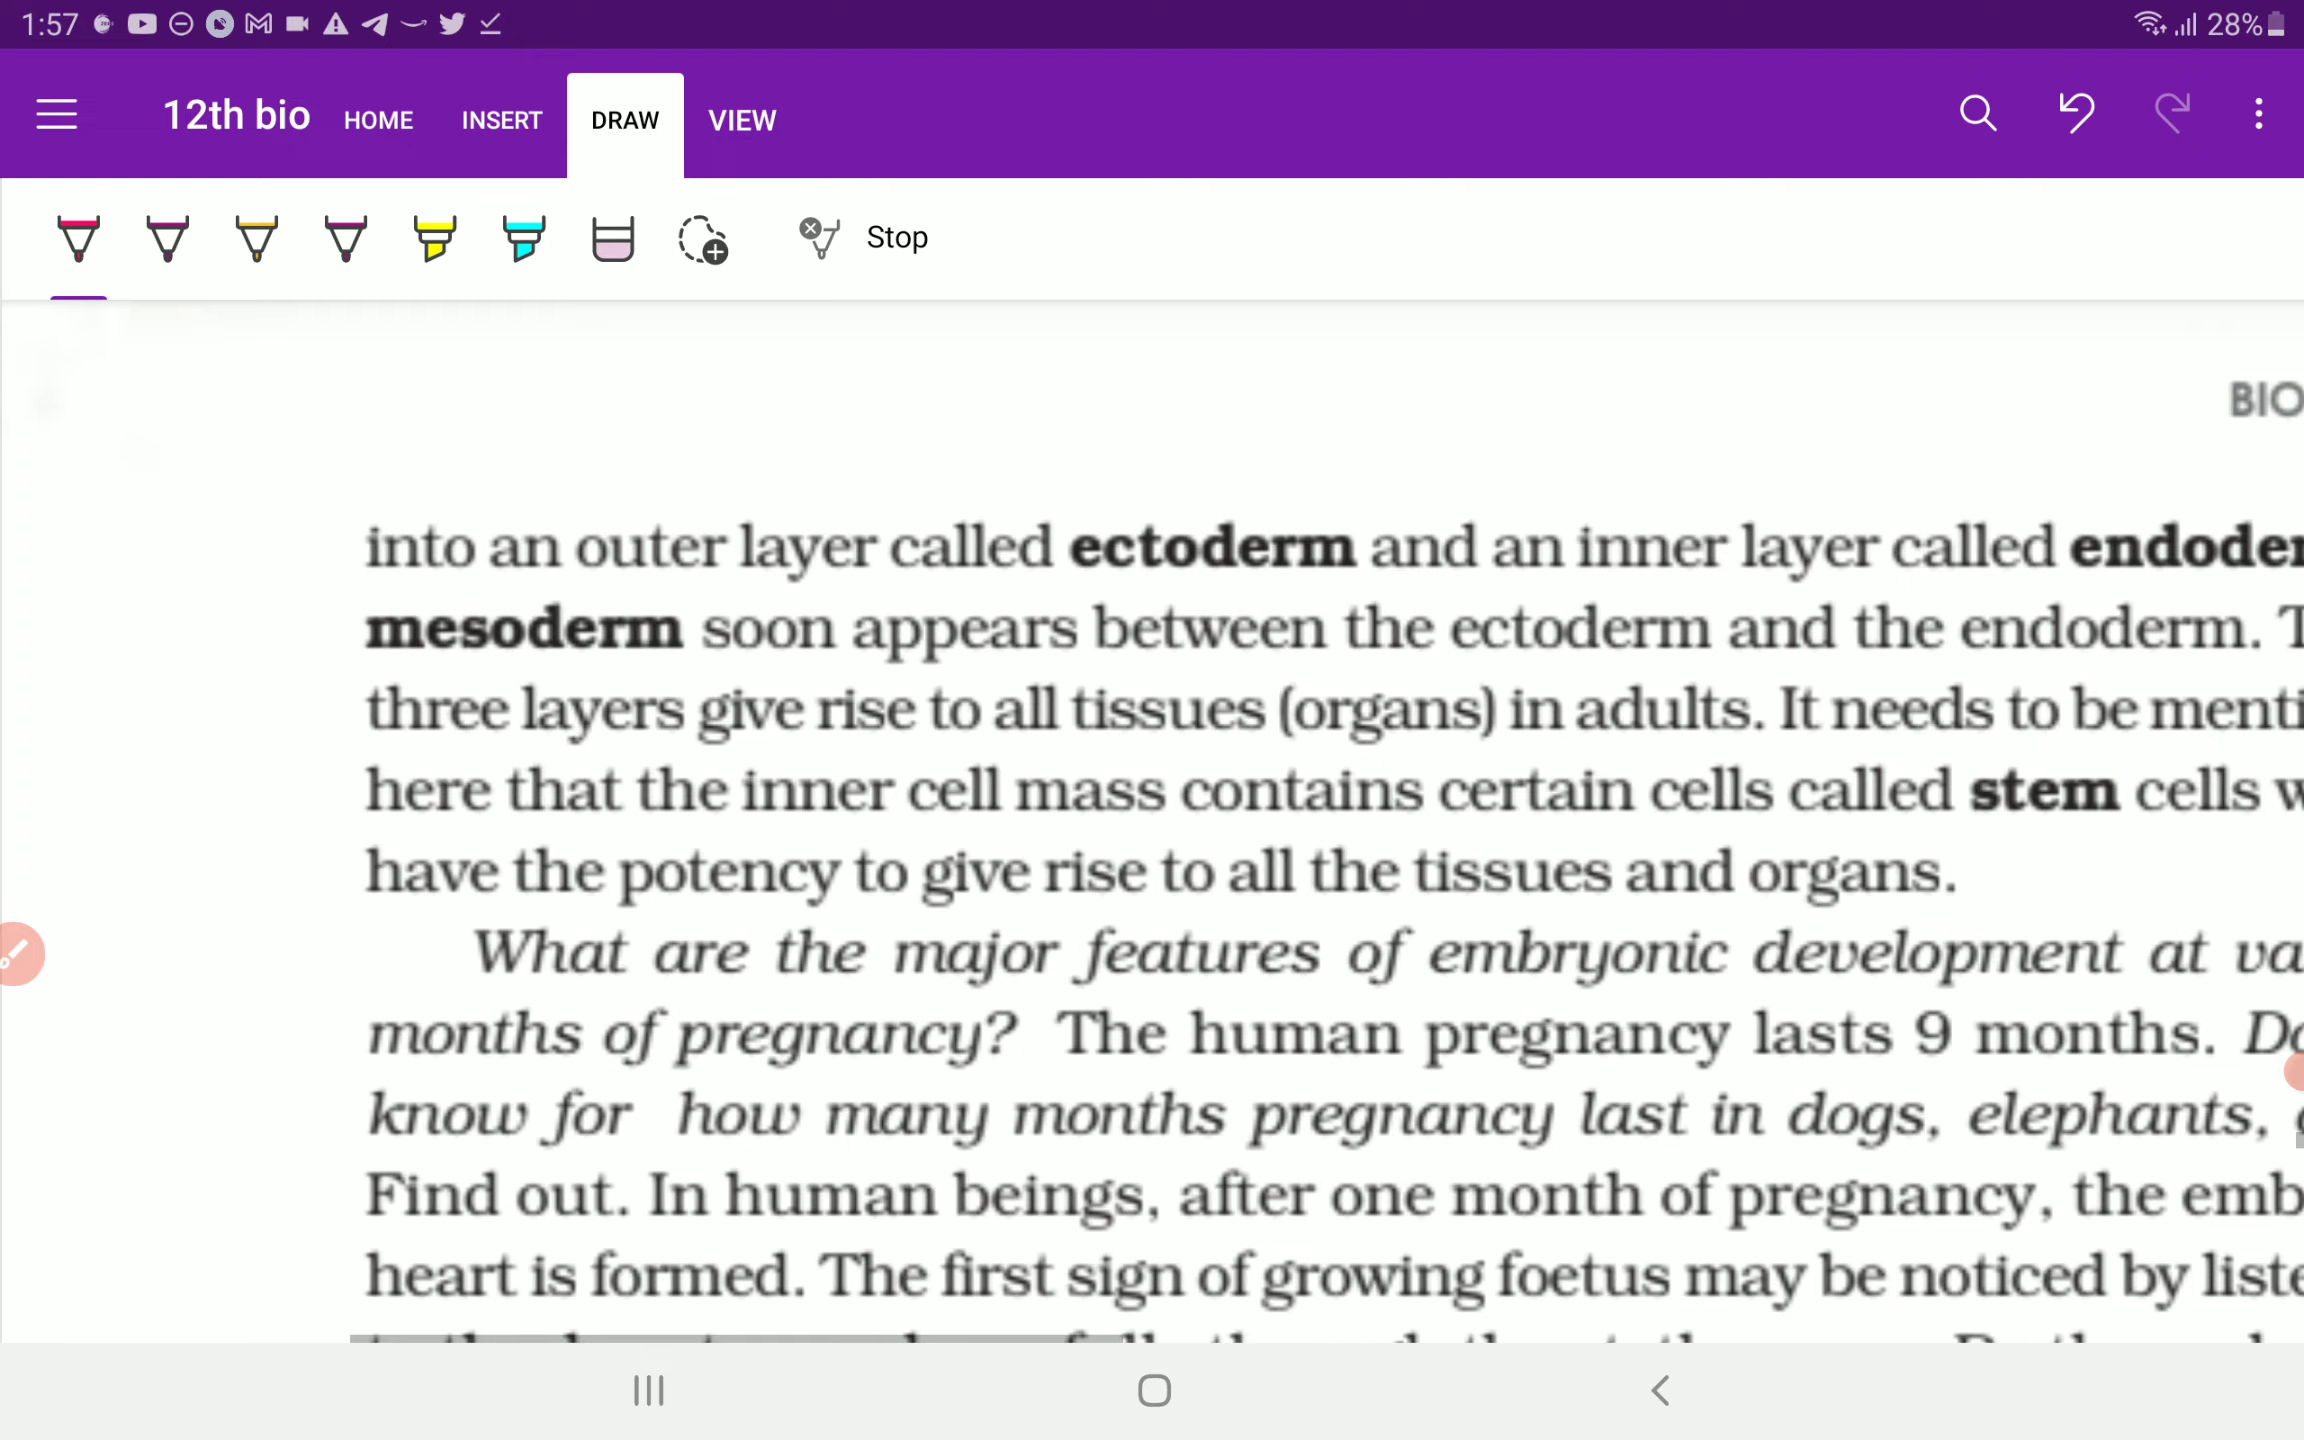 1:57 28%
12th bio HOME INSERT DRAW VIEW
Stop
BIO
into an outer layer called ectoderm and an inner layer called endoder
mesoderm soon appears between the ectoderm and the endoderm. T
three layers give rise to all tissues (organs) in adults. It needs to be menti
here that the inner cell mass contains certain cells called stem cells w
have the potency to give rise to all the tissues and organs.
What are the major features of embryonic development at va
months of pregnancy? The human pregnancy lasts 9 months. Do
know for how many months pregnancy last in dogs, elephants,
Find out. In human beings, after one month of pregnancy, the emb
heart is formed. The first sign of growing foetus may be noticed by liste